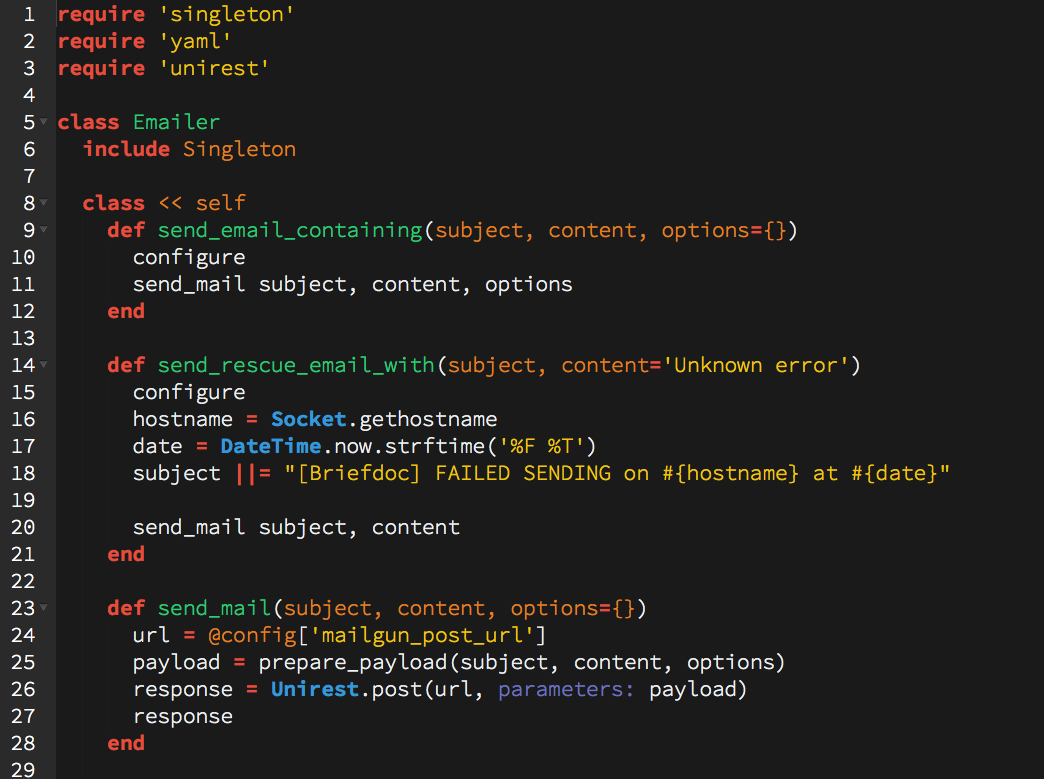 1 require 'singleton'
2 require 'yaml'
3 require 'unirest'
4
5 class Emailer
6   include Singleton
7
8   class << self
9     def send_email_containing(subject, content, options={})
10       configure
11       send_mail subject, content, options
12     end
13
14     def send_rescue_email_with(subject, content='Unknown error')
15       configure
16       hostname = Socket.gethostname
17       date = DateTime.now.strftime('%F %T')
18       subject ||= "[Briefdoc] FAILED SENDING on #{hostname} at #{date}"
19
20       send_mail subject, content
21     end
22
23     def send_mail(subject, content, options={})
24       url = @config['mailgun_post_url']
25       payload = prepare_payload(subject, content, options)
26       response = Unirest.post(url, parameters: payload)
27       response
28     end
29